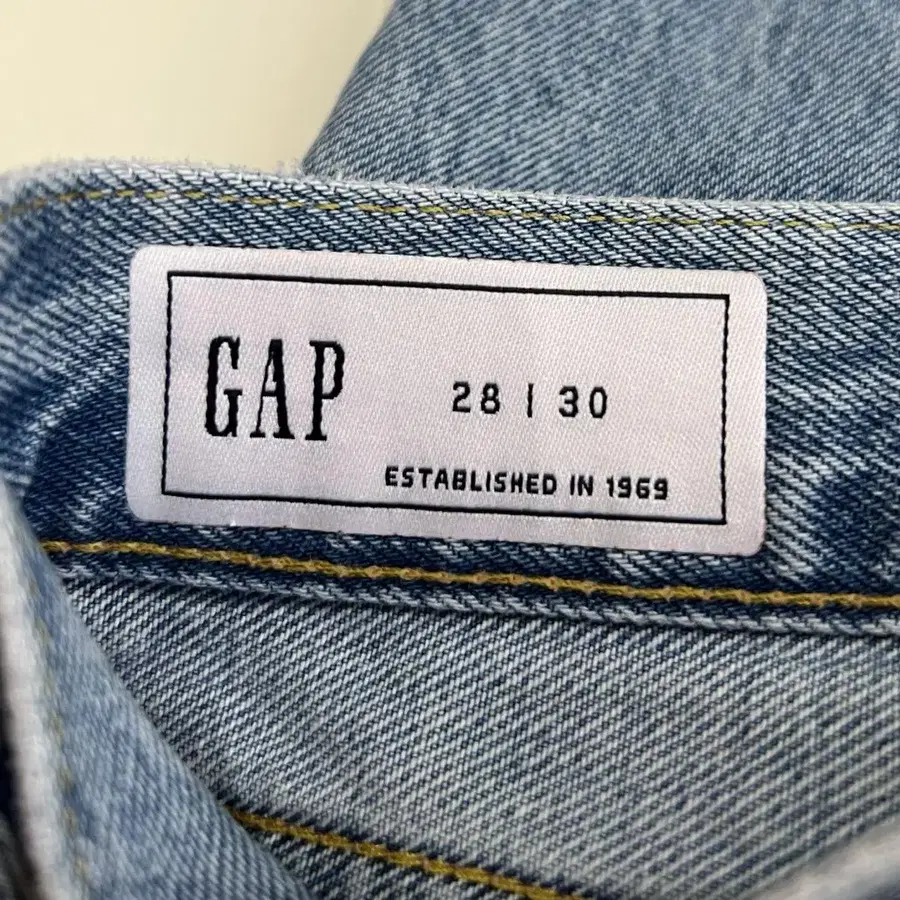 GAP 28 | 30
ESTABLISHED IN 1969